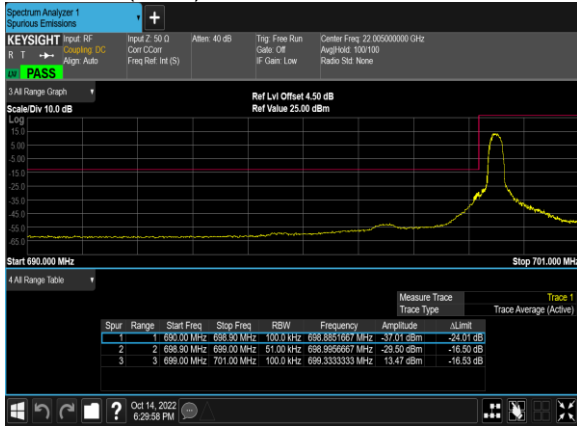 Spectrum Analyzer 1
Spurious Emissions
KEYSIGHT Input: RF Input Z: 50 Ω Atten: 40 dB Trig: Free Run Center Freq: 22.005000000 GHz
R T Coupling: DC Corr CCorr Gate: Off Avg|Hold: 100/100
Align: Auto Freq Ref: Int (S) IF Gain: Low Radio Std: None
PASS
3 All Range Graph
Ref Lvl Offset 4.50 dB
Scale/Div 10.0 dB Ref Value 25.00 dBm
Log
15.0
5.00
-5.00
-15.0
-25.0
-35.0
-45.0
-55.0
-65.0
Start 690.000 MHz Stop 701.000 MHz
4 All Range Table
Measure Trace Trace 1
Trace Type Trace Average (Active)
Spur Range Start Freq Stop Freq RBW Frequency Amplitude ΔLimit
1 1 690.00 MHz 698.90 MHz 100.0 kHz 698.8851667 MHz -37.01 dBm -24.01 dB
2 2 698.90 MHz 699.00 MHz 51.00 kHz 698.9956667 MHz -29.50 dBm -16.50 dB
3 3 699.00 MHz 701.00 MHz 100.0 kHz 699.3333333 MHz 13.47 dBm -16.53 dB
Oct 14, 2022
6:29:58 PM